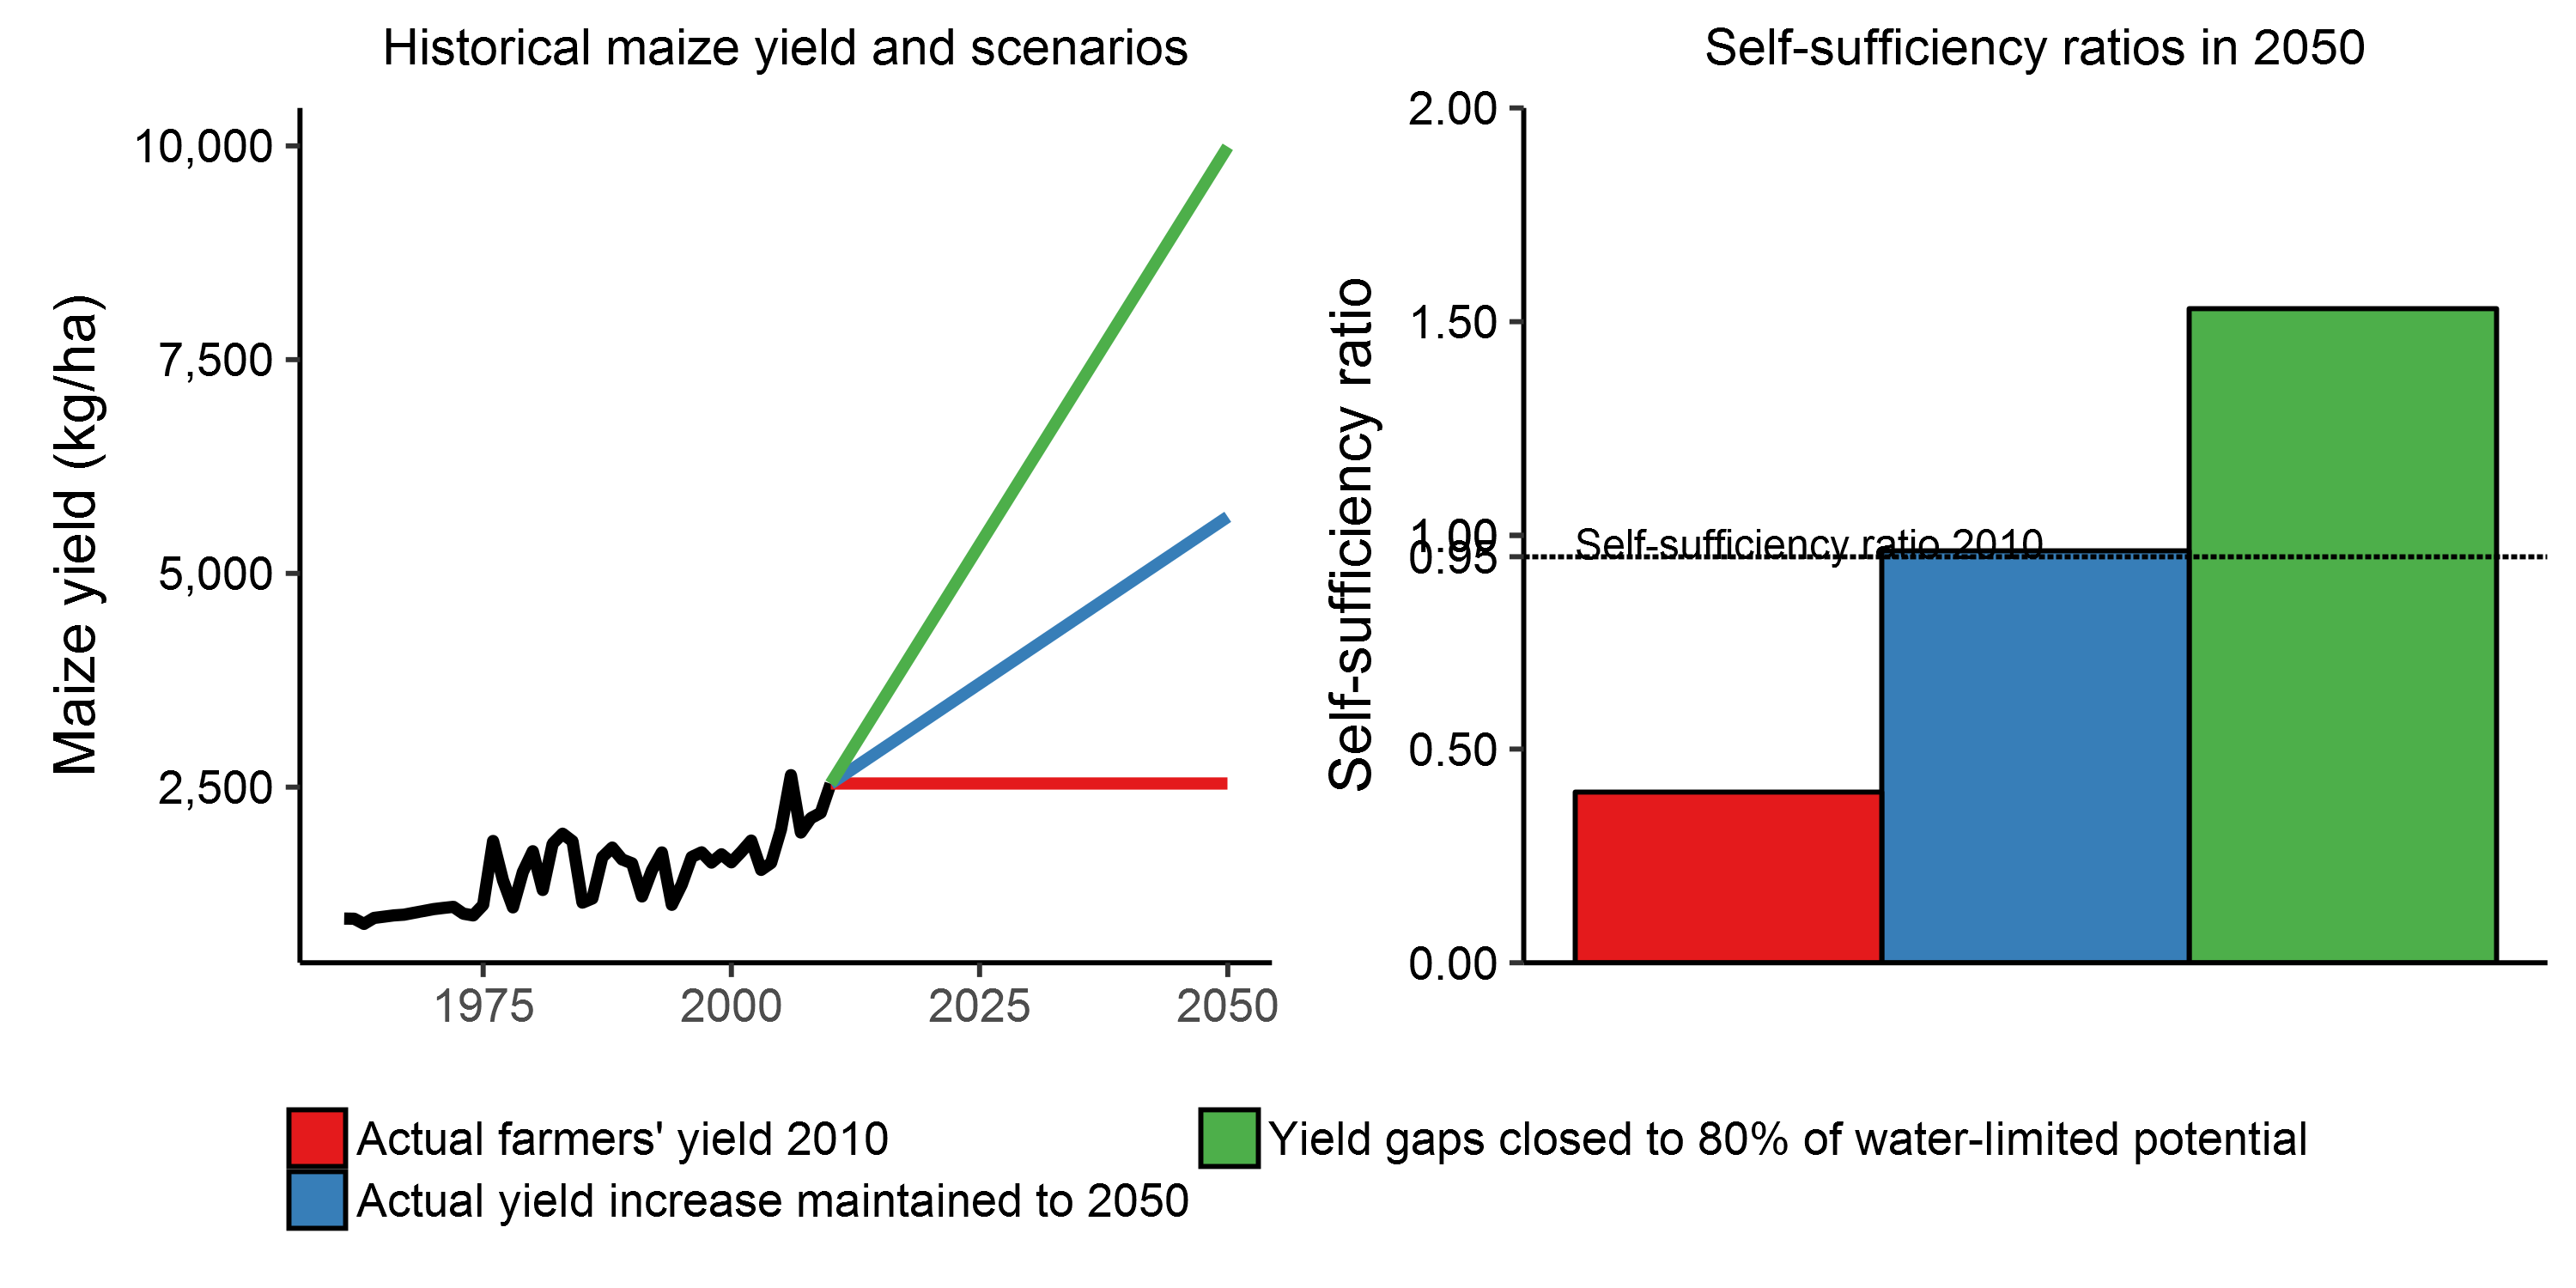 Historical maize yield and scenarios
Maize yield (kg/ha)
10,000
7,500
5,000
2,500
1975
2000
2025
2050
Self-sufficiency ratios in 2050
Self-sufficiency ratio
2.00
1.50
1.00
0.95
0.50
0.00
Self-sufficiency ratio 2010
Actual farmers' yield 2010
Actual yield increase maintained to 2050
Yield gaps closed to 80% of water-limited potential